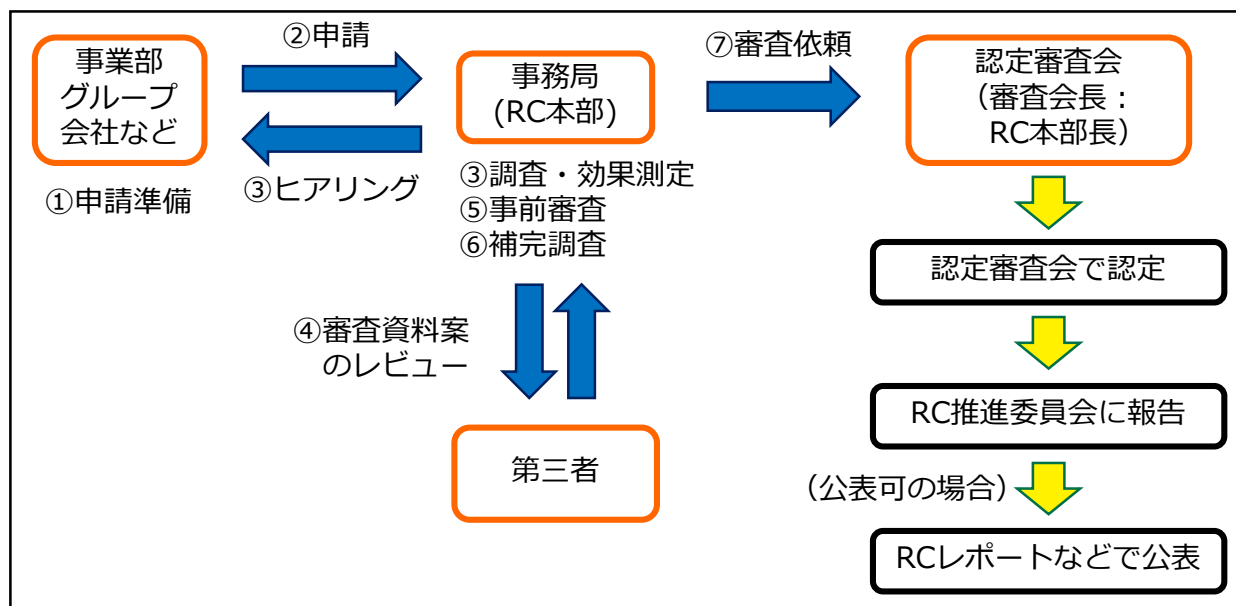 ②申請
⑦審査依頼
事業部
グループ
会社など
事務局
(RC本部)
認定審査会
（審査会長：
RC本部長）
①申請準備
③ヒアリング
③調査・効果測定
⑤事前審査
⑥補完調査
認定審査会で認定
④審査資料案
のレビュー
RC推進委員会に報告
第三者
（公表可の場合）
RCレポートなどで公表